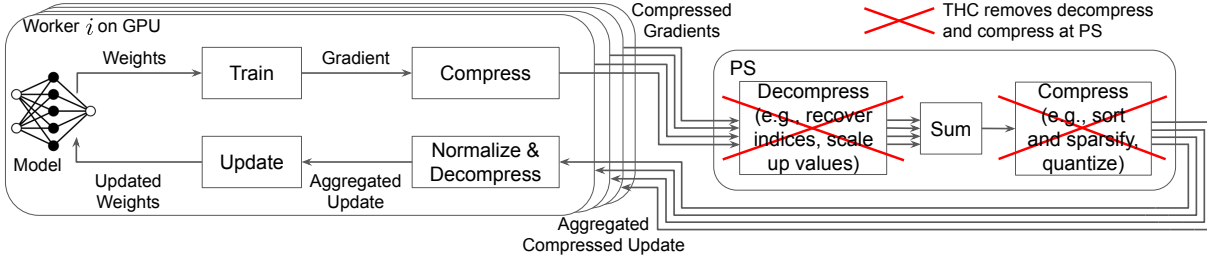 Worker i on GPU
Weights
Train
Gradient
Compress
Model
Updated
Weights
Update
Aggregated
Update
Normalize &
Decompress
Compressed
Gradients
Aggregated
Compressed Update
THC removes decompress
and compress at PS
PS
Decompress
(e.g., recover
indices, scale
up values)
Sum
Compress
(e.g., sort
and sparsify,
quantize)